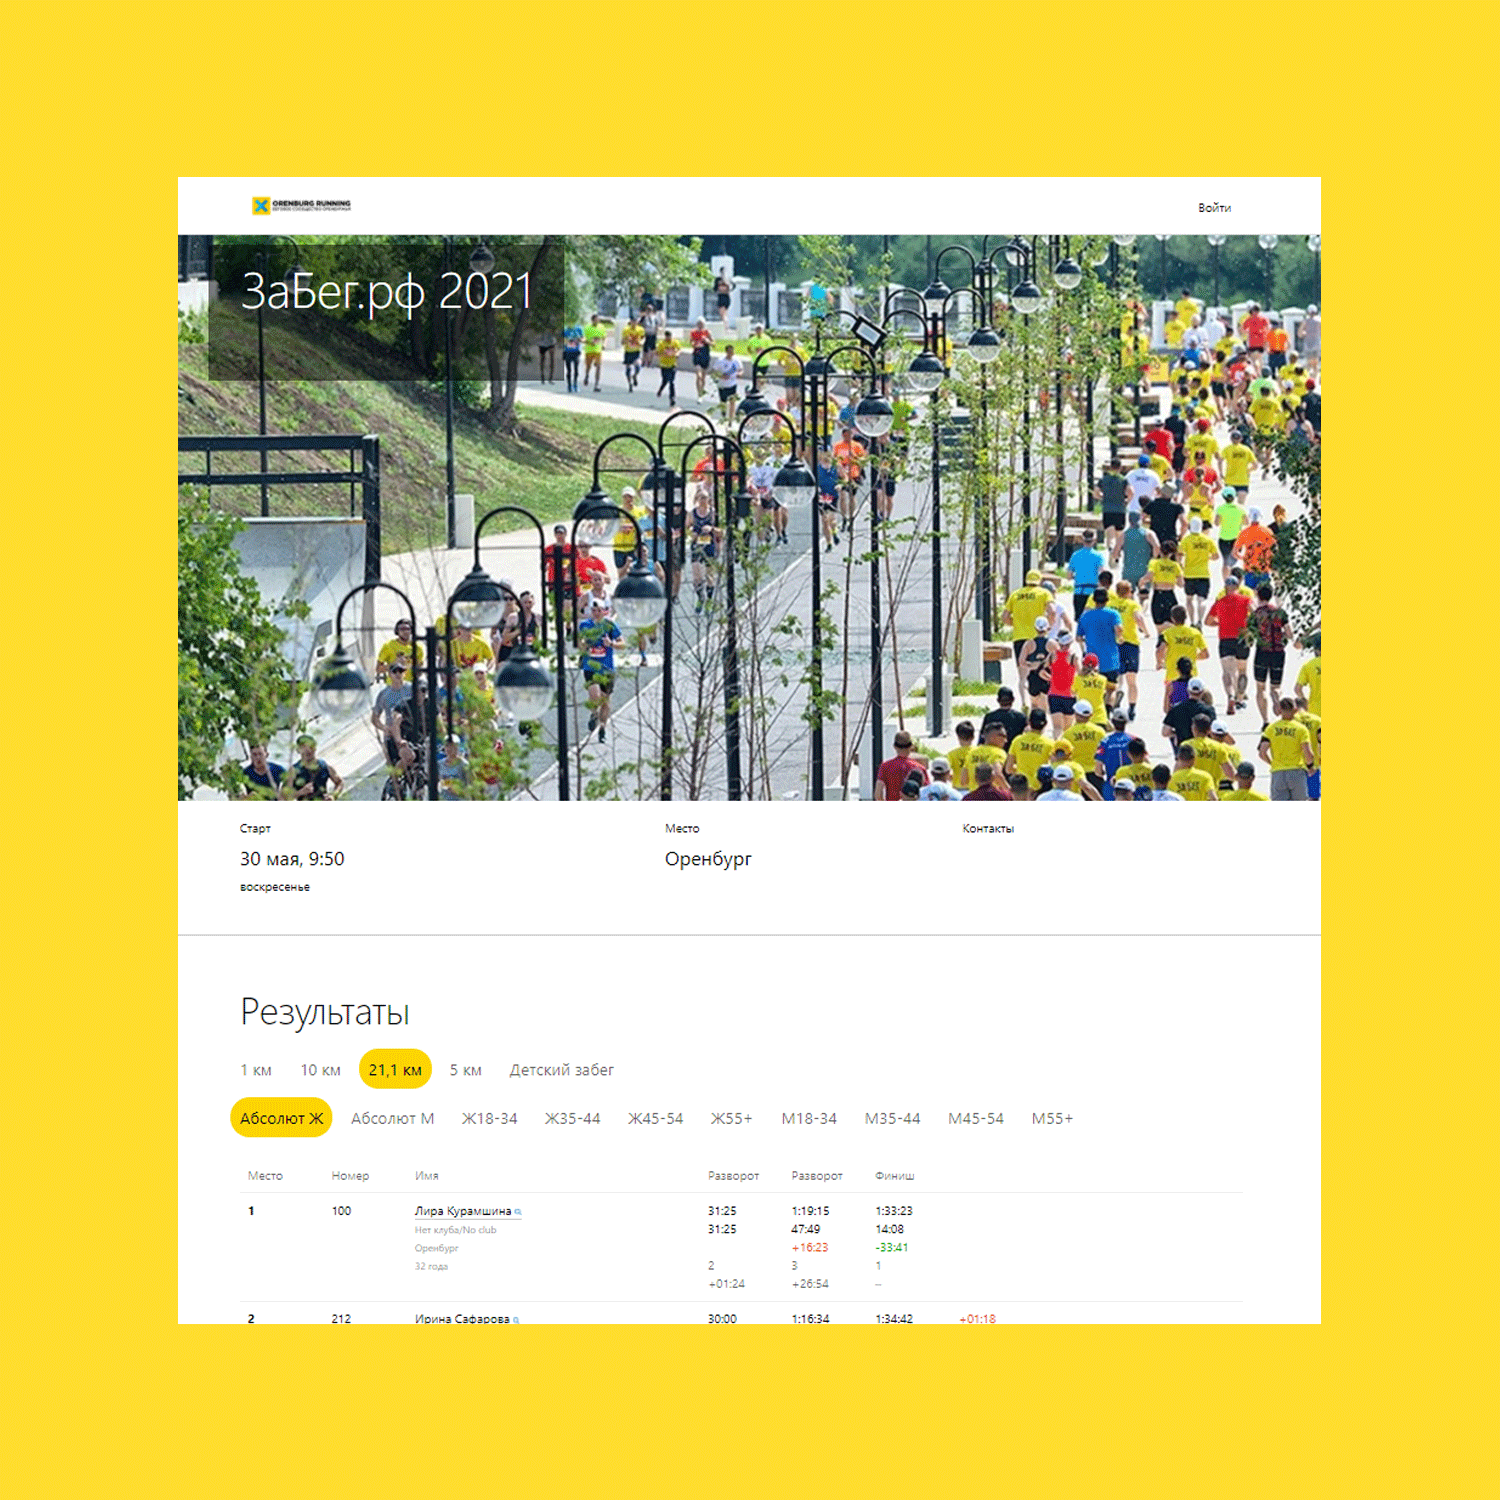 ORENBURG RUNNING
БЕГОВОЕ СООБЩЕСТВО ОРЕНБУРЖЬЯ
Войти
ЗаБег.рф 2021
Старт
Место
Контакты
30 мая, 9:50
Оренбург
воскресенье
Результаты
1 км 10 км 21,1 км 5 км Детский забег
Абсолют Ж Абсолют М Ж18-34 Ж35-44 Ж45-54 Ж55+ М18-34 М35-44 М45-54 М55+
Место Номер Имя Разворот Разворот Финиш
1 100 Лира Курамшина 31:25 1:19:15 1:33:23
Нет клуба/No club 31:25 47:49 14:08
Оренбург +16:23 -33:41
32 года 2 3 1
+01:24 +26:54 --
2 212 Ирина Сафарова 30:00 1:16:34 1:34:42 +01:18